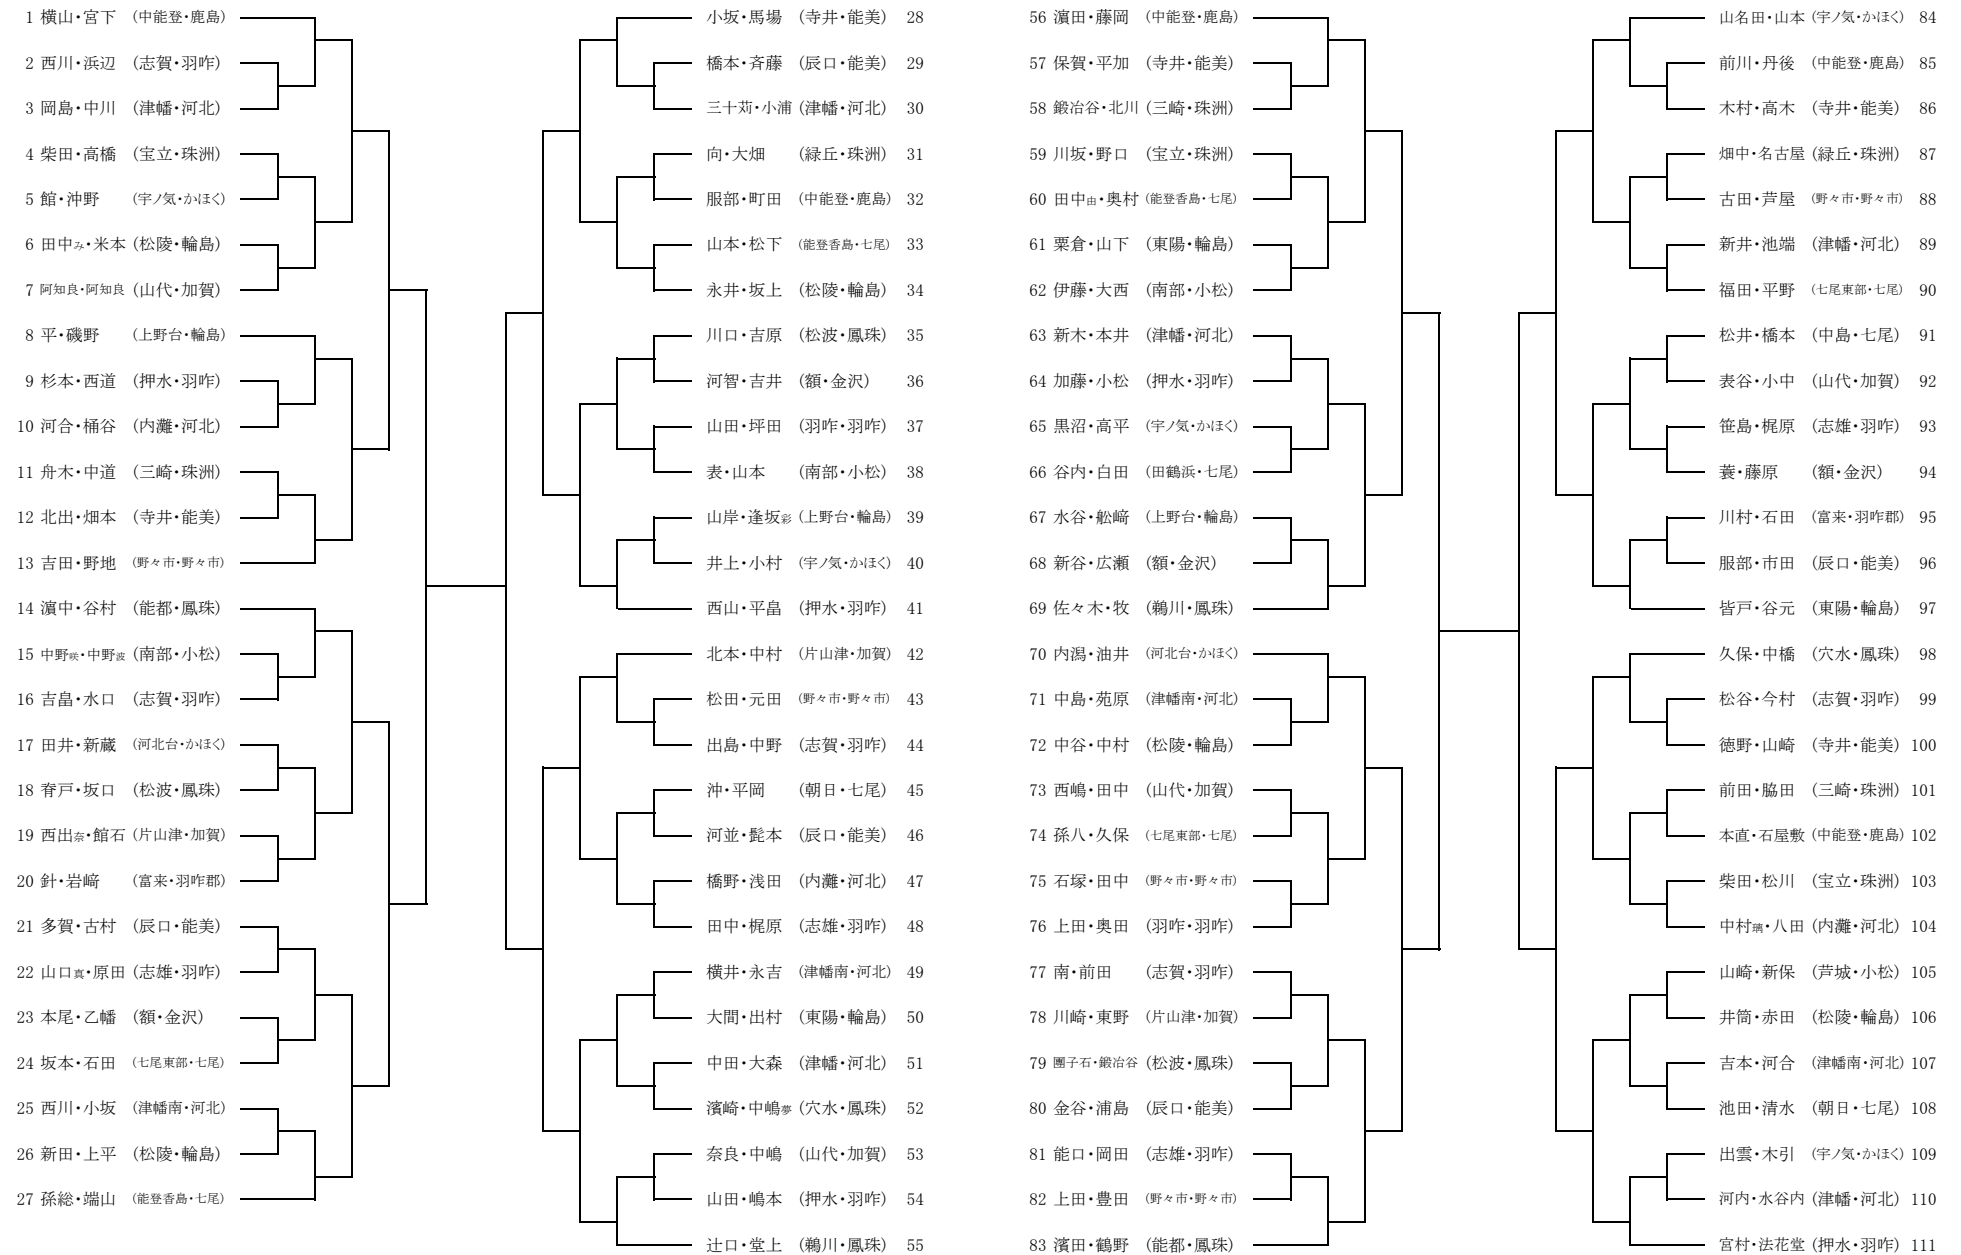 1 横山・宮下 (中能登・鹿島)
2 西川・浜辺 (志賀・羽咋)
3 岡島・中川 (津幡・河北)
4 柴田・高橋 (宝立・珠洲)
5 館・沖野 (宇ノ気・かほく)
6 田中み・米本 (松陵・輪島)
7 阿知良・阿知良 (山代・加賀)
8 平・磯野 (上野台・輪島)
9 杉本・西道 (押水・羽咋)
10 河合・桶谷 (内灘・河北)
11 舟木・中道 (三崎・珠洲)
12 北出・畑本 (寺井・能美)
13 吉田・野地 (野々市・野々市)
14 濵中・谷村 (能都・鳳珠)
15 中野咲・中野波 (南部・小松)
16 吉畠・水口 (志賀・羽咋)
17 田井・新蔵 (河北台・かほく)
18 脊戸・坂口 (松波・鳳珠)
19 西出奈・館石 (片山津・加賀)
20 針・岩﨑 (富来・羽咋郡)
21 多賀・古村 (辰口・能美)
22 山口真・原田 (志雄・羽咋)
23 本尾・乙幡 (額・金沢)
24 坂本・石田 (七尾東部・七尾)
25 西川・小坂 (津幡南・河北)
26 新田・上平 (松陵・輪島)
27 孫総・端山 (能登香島・七尾)
小坂・馬場 (寺井・能美) 28
橋本・斉藤 (辰口・能美) 29
三十苅・小浦 (津幡・河北) 30
向・大畑 (緑丘・珠洲) 31
服部・町田 (中能登・鹿島) 32
山本・松下 (能登香島・七尾) 33
永井・坂上 (松陵・輪島) 34
川口・吉原 (松波・鳳珠) 35
河智・吉井 (額・金沢) 36
山田・坪田 (羽咋・羽咋) 37
表・山本 (南部・小松) 38
山岸・逢坂彩 (上野台・輪島) 39
井上・小村 (宇ノ気・かほく) 40
西山・平畠 (押水・羽咋) 41
北本・中村 (片山津・加賀) 42
松田・元田 (野々市・野々市) 43
出島・中野 (志賀・羽咋) 44
沖・平岡 (朝日・七尾) 45
河並・髭本 (辰口・能美) 46
橋野・浅田 (内灘・河北) 47
田中・梶原 (志雄・羽咋) 48
横井・永吉 (津幡南・河北) 49
大間・出村 (東陽・輪島) 50
中田・大森 (津幡・河北) 51
濱崎・中嶋夢 (穴水・鳳珠) 52
奈良・中嶋 (山代・加賀) 53
山田・嶋本 (押水・羽咋) 54
辻口・堂上 (鵜川・鳳珠) 55
56 濵田・藤岡 (中能登・鹿島)
57 保賀・平加 (寺井・能美)
58 鍛冶谷・北川 (三崎・珠洲)
59 川坂・野口 (宝立・珠洲)
60 田中由・奥村 (能登香島・七尾)
61 粟倉・山下 (東陽・輪島)
62 伊藤・大西 (南部・小松)
63 新木・本井 (津幡・河北)
64 加藤・小松 (押水・羽咋)
65 黒沼・高平 (宇ノ気・かほく)
66 谷内・白田 (田鶴浜・七尾)
67 水谷・舩﨑 (上野台・輪島)
68 新谷・広瀬 (額・金沢)
69 佐々木・牧 (鵜川・鳳珠)
70 内潟・油井 (河北台・かほく)
71 中島・苑原 (津幡南・河北)
72 中谷・中村 (松陵・輪島)
73 西嶋・田中 (山代・加賀)
74 孫八・久保 (七尾東部・七尾)
75 石塚・田中 (野々市・野々市)
76 上田・奥田 (羽咋・羽咋)
77 南・前田 (志賀・羽咋)
78 川崎・東野 (片山津・加賀)
79 團子石・鍛冶谷 (松波・鳳珠)
80 金谷・浦島 (辰口・能美)
81 能口・岡田 (志雄・羽咋)
82 上田・豊田 (野々市・野々市)
83 濱田・鶴野 (能都・鳳珠)
山名田・山本 (宇ノ気・かほく) 84
前川・丹後 (中能登・鹿島) 85
木村・高木 (寺井・能美) 86
畑中・名古屋 (緑丘・珠洲) 87
古田・芦屋 (野々市・野々市) 88
新井・池端 (津幡・河北) 89
福田・平野 (七尾東部・七尾) 90
松井・橋本 (中島・七尾) 91
表谷・小中 (山代・加賀) 92
笹島・梶原 (志雄・羽咋) 93
蓑・藤原 (額・金沢) 94
川村・石田 (富来・羽咋郡) 95
服部・市田 (辰口・能美) 96
皆戸・谷元 (東陽・輪島) 97
久保・中橋 (穴水・鳳珠) 98
松谷・今村 (志賀・羽咋) 99
徳野・山崎 (寺井・能美) 100
前田・脇田 (三崎・珠洲) 101
本直・石屋敷 (中能登・鹿島) 102
柴田・松川 (宝立・珠洲) 103
中村璃・八田 (内灘・河北) 104
山崎・新保 (芦城・小松) 105
井筒・赤田 (松陵・輪島) 106
吉本・河合 (津幡南・河北) 107
池田・清水 (朝日・七尾) 108
出雲・木引 (宇ノ気・かほく) 109
河内・水谷内 (津幡・河北) 110
宮村・法花堂 (押水・羽咋) 111